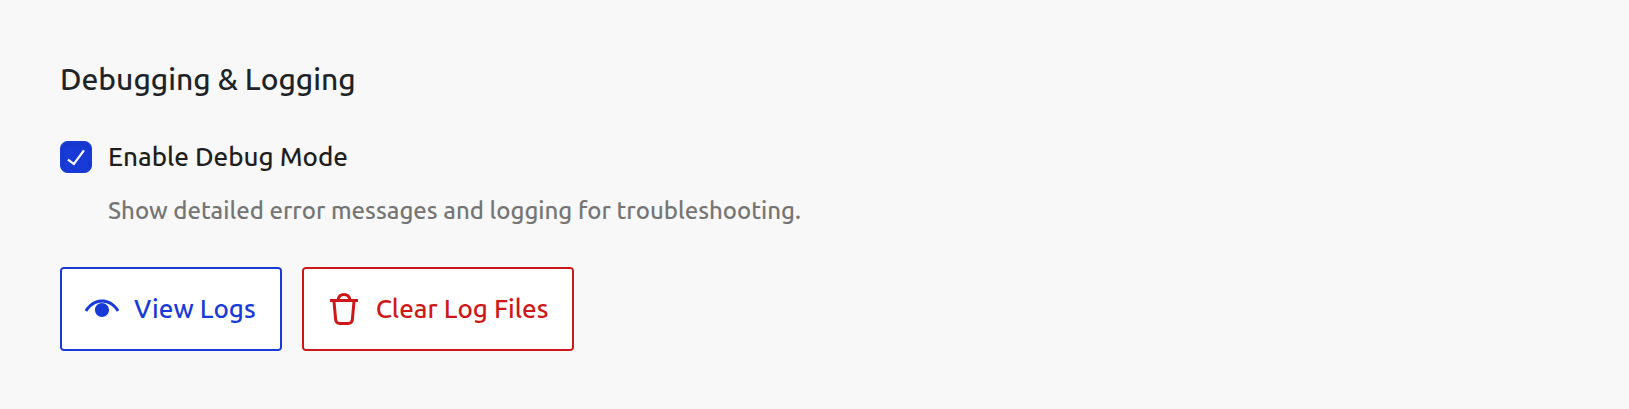 Debugging & Logging
Enable Debug Mode
Show detailed error messages and logging for troubleshooting.
View Logs
Clear Log Files